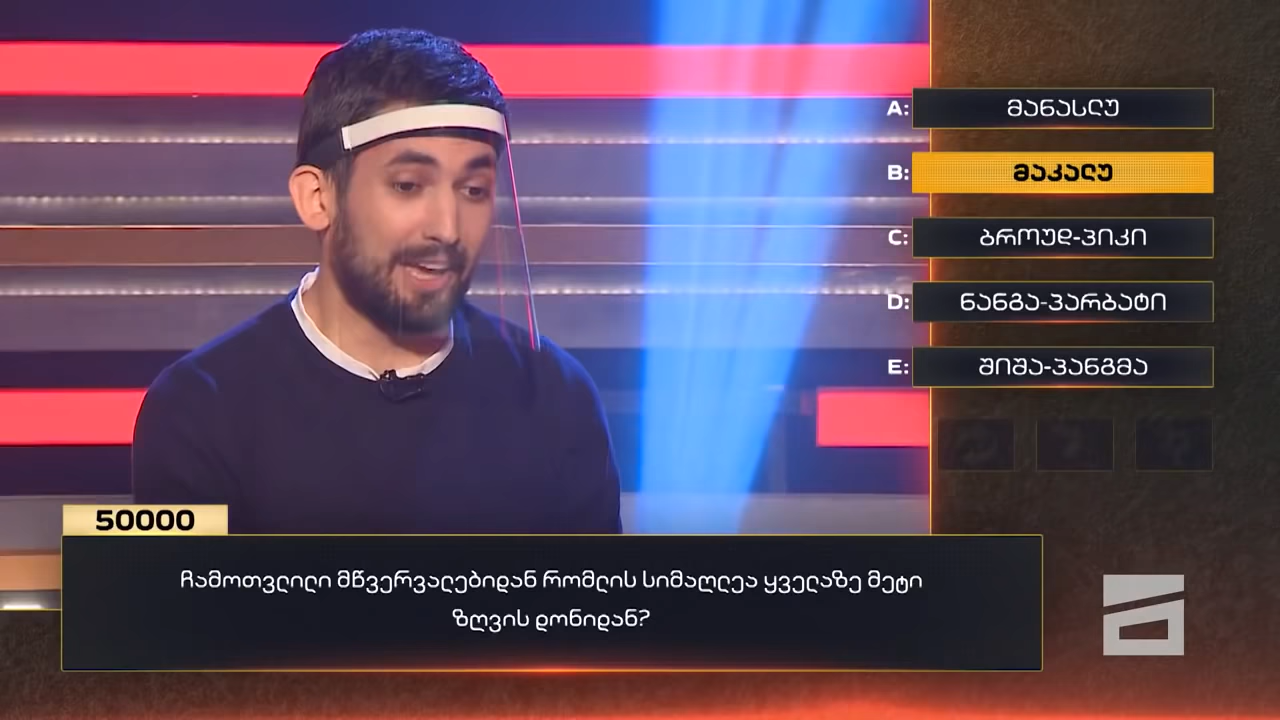 A: მანასლუ
B: მაკალუ
C: ბროუდ-პიკი
D: ნანგა-პარბატი
E: შიშა-პანგმა
50000
ჩამოთვლილი მწვერვალებიდან რომლის სიმაღლეა ყველაზე მეტი
ზღვის დონიდან?